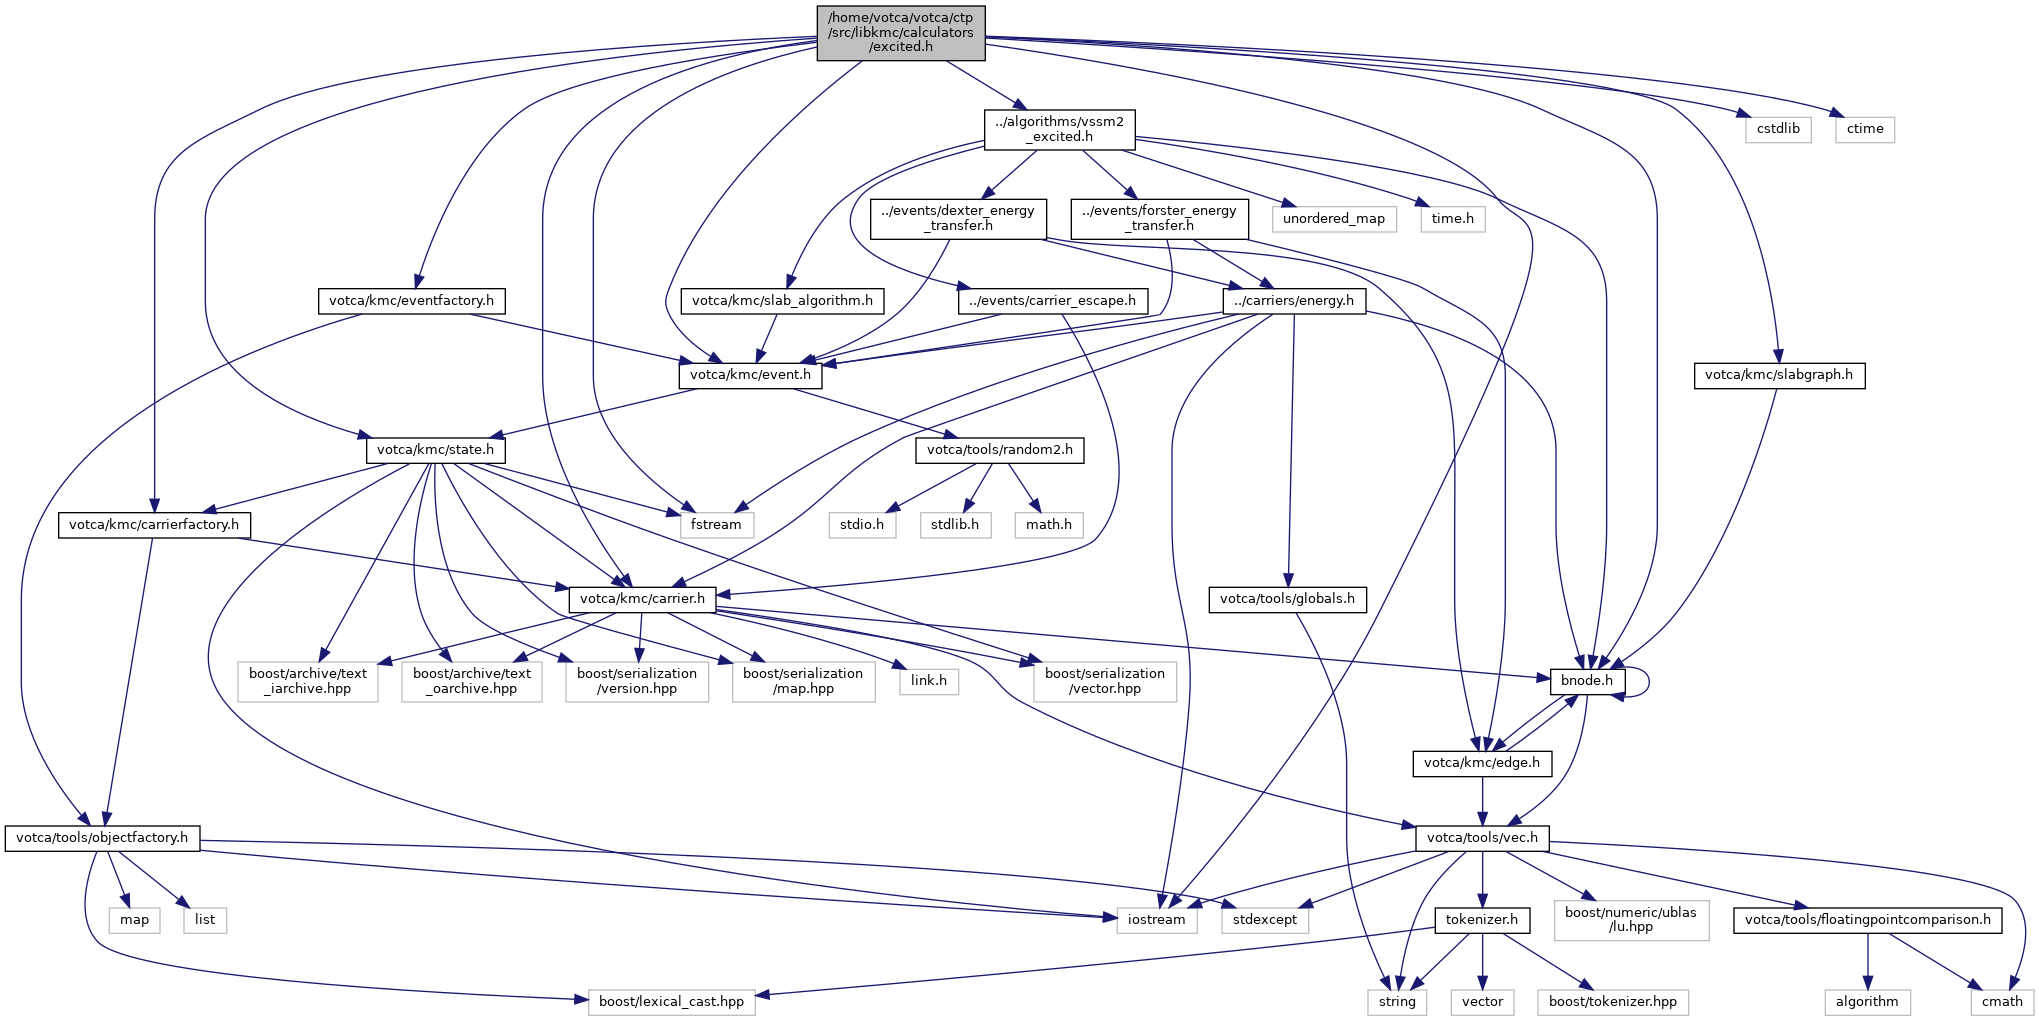 /home/votca/votca/ctp
/src/libkmc/calculators
/excited.h
../algorithms/vssm2
_excited.h
cstdlib
ctime
../events/dexter_energy
_transfer.h
../events/forster_energy
_transfer.h
unordered_map
time.h
votca/kmc/eventfactory.h
votca/kmc/slab_algorithm.h
../events/carrier_escape.h
../carriers/energy.h
votca/kmc/event.h
votca/kmc/slabgraph.h
votca/kmc/state.h
votca/tools/random2.h
votca/kmc/carrierfactory.h
fstream
stdio.h
stdlib.h
math.h
votca/kmc/carrier.h
votca/tools/globals.h
boost/archive/text
_iarchive.hpp
boost/archive/text
_oarchive.hpp
boost/serialization
/version.hpp
boost/serialization
/map.hpp
link.h
boost/serialization
/vector.hpp
bnode.h
votca/kmc/edge.h
votca/tools/objectfactory.h
votca/tools/vec.h
map
list
iostream
stdexcept
tokenizer.h
boost/numeric/ublas
/lu.hpp
votca/tools/floatingpointcomparison.h
boost/lexical_cast.hpp
string
vector
boost/tokenizer.hpp
algorithm
cmath